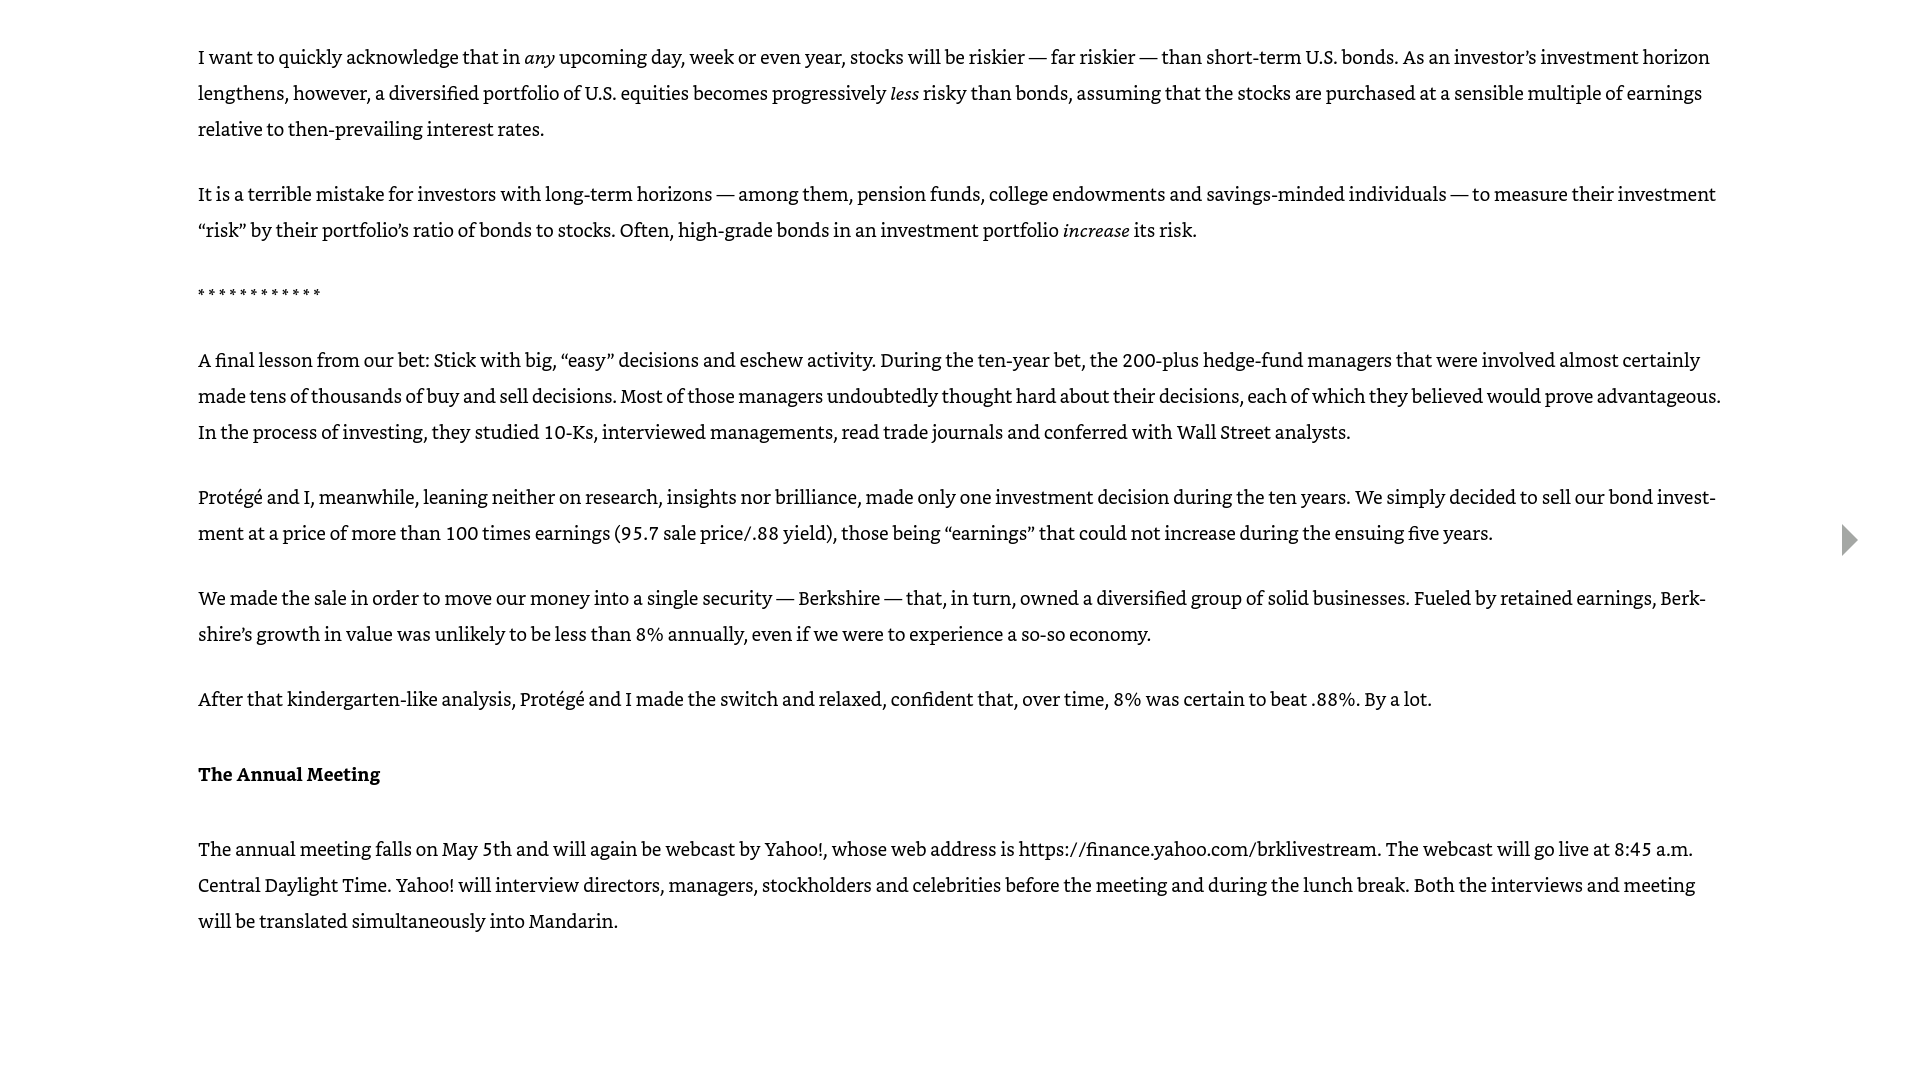 I want to quickly acknowledge that in any upcoming day, week or even year, stocks will be riskier — far riskier — than short-term U.S. bonds. As an investor’s investment horizon
lengthens, however, a diversified portfolio of U.S. equities becomes progressively less risky than bonds, assuming that the stocks are purchased at a sensible multiple of earnings
relative to then-prevailing interest rates.
It is a terrible mistake for investors with long-term horizons — among them, pension funds, college endowments and savings-minded individuals — to measure their investment
“risk” by their portfolio’s ratio of bonds to stocks. Often, high-grade bonds in an investment portfolio increase its risk.
* * * * * * * * * * * *
A final lesson from our bet: Stick with big, “easy” decisions and eschew activity. During the ten-year bet, the 200-plus hedge-fund managers that were involved almost certainly
made tens of thousands of buy and sell decisions. Most of those managers undoubtedly thought hard about their decisions, each of which they believed would prove advantageous.
In the process of investing, they studied 10-Ks, interviewed managements, read trade journals and conferred with Wall Street analysts.
Protégé and I, meanwhile, leaning neither on research, insights nor brilliance, made only one investment decision during the ten years. We simply decided to sell our bond invest-
ment at a price of more than 100 times earnings (95.7 sale price/.88 yield), those being “earnings” that could not increase during the ensuing five years.
We made the sale in order to move our money into a single security — Berkshire — that, in turn, owned a diversified group of solid businesses. Fueled by retained earnings, Berk-
shire’s growth in value was unlikely to be less than 8% annually, even if we were to experience a so-so economy.
After that kindergarten-like analysis, Protégé and I made the switch and relaxed, confident that, over time, 8% was certain to beat .88%. By a lot.
The Annual Meeting
The annual meeting falls on May 5th and will again be webcast by Yahoo!, whose web address is https://finance.yahoo.com/brklivestream. The webcast will go live at 8:45 a.m.
Central Daylight Time. Yahoo! will interview directors, managers, stockholders and celebrities before the meeting and during the lunch break. Both the interviews and meeting
will be translated simultaneously into Mandarin.